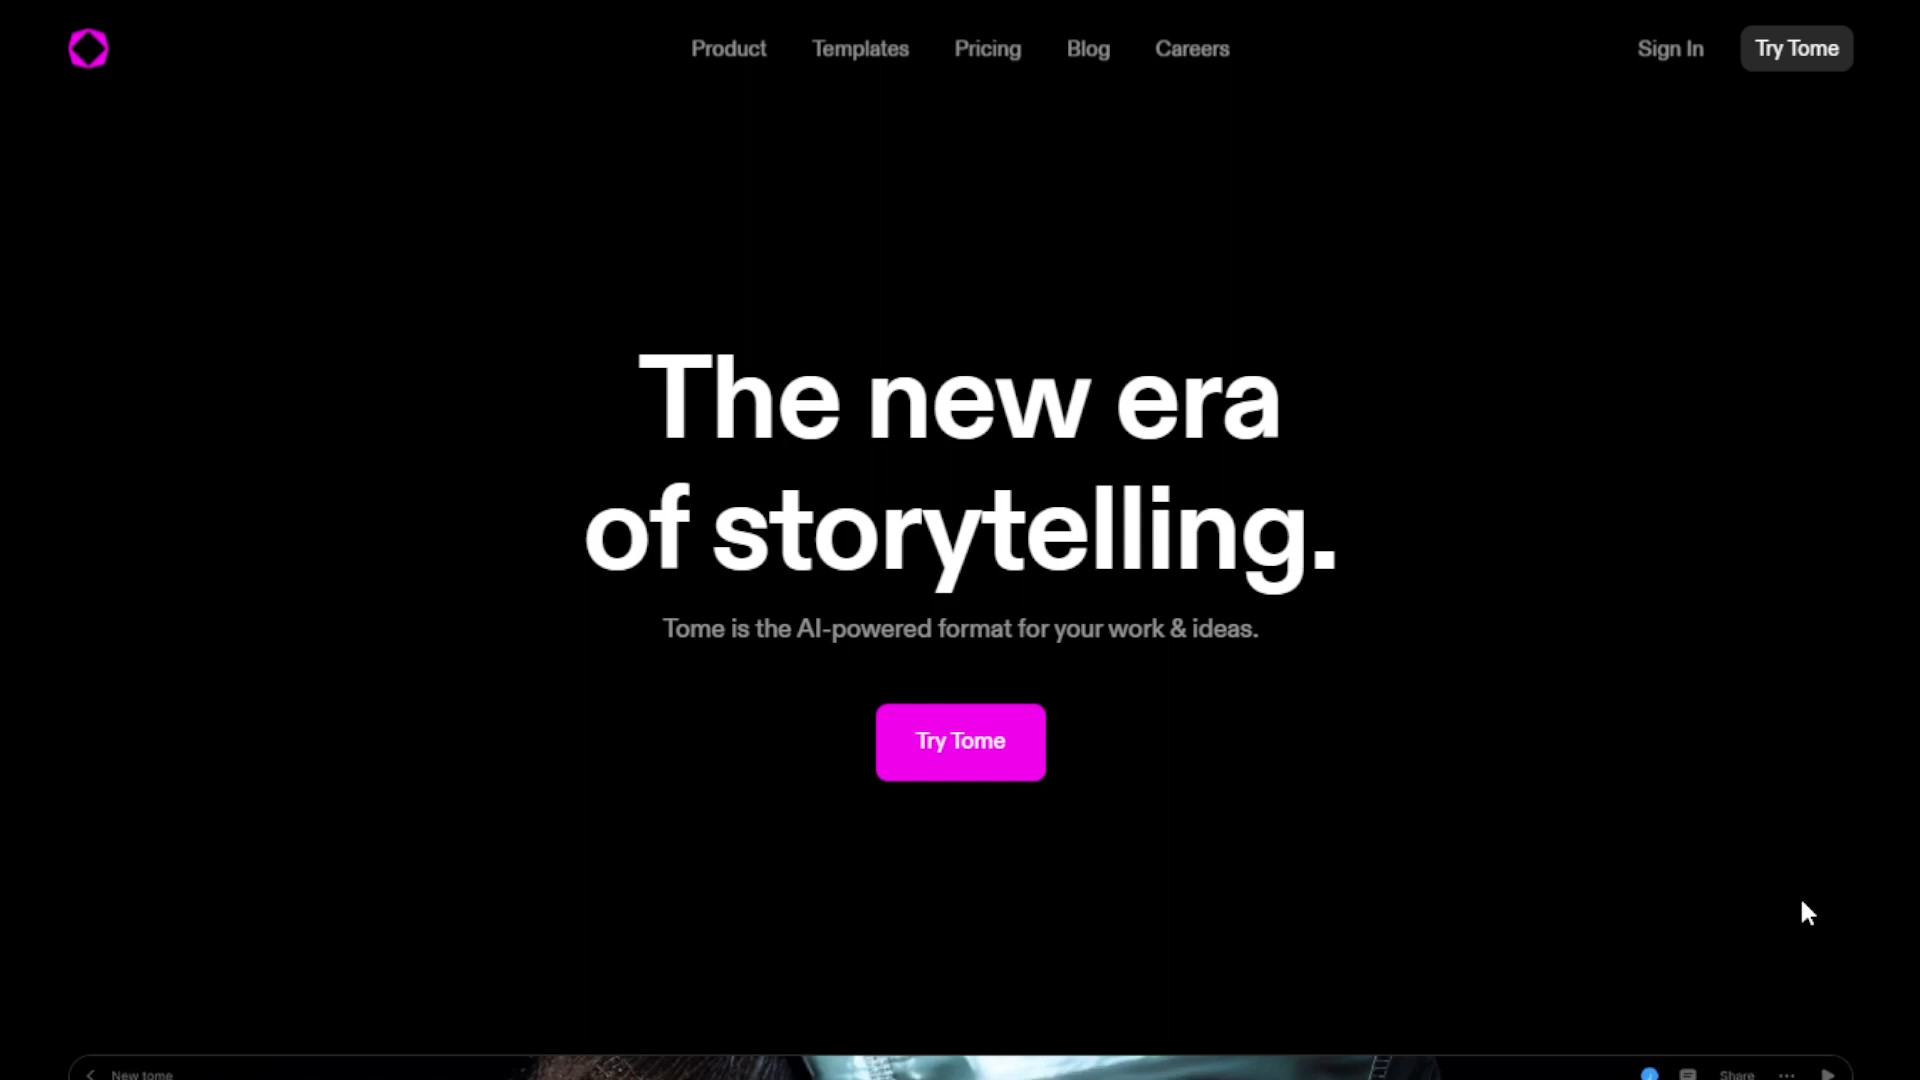 Product Templates Pricing Blog Careers Sign In Try Tome
The new era
of storytelling.
Tome is the AI-powered format for your work & ideas.
Try Tome
New tome Share